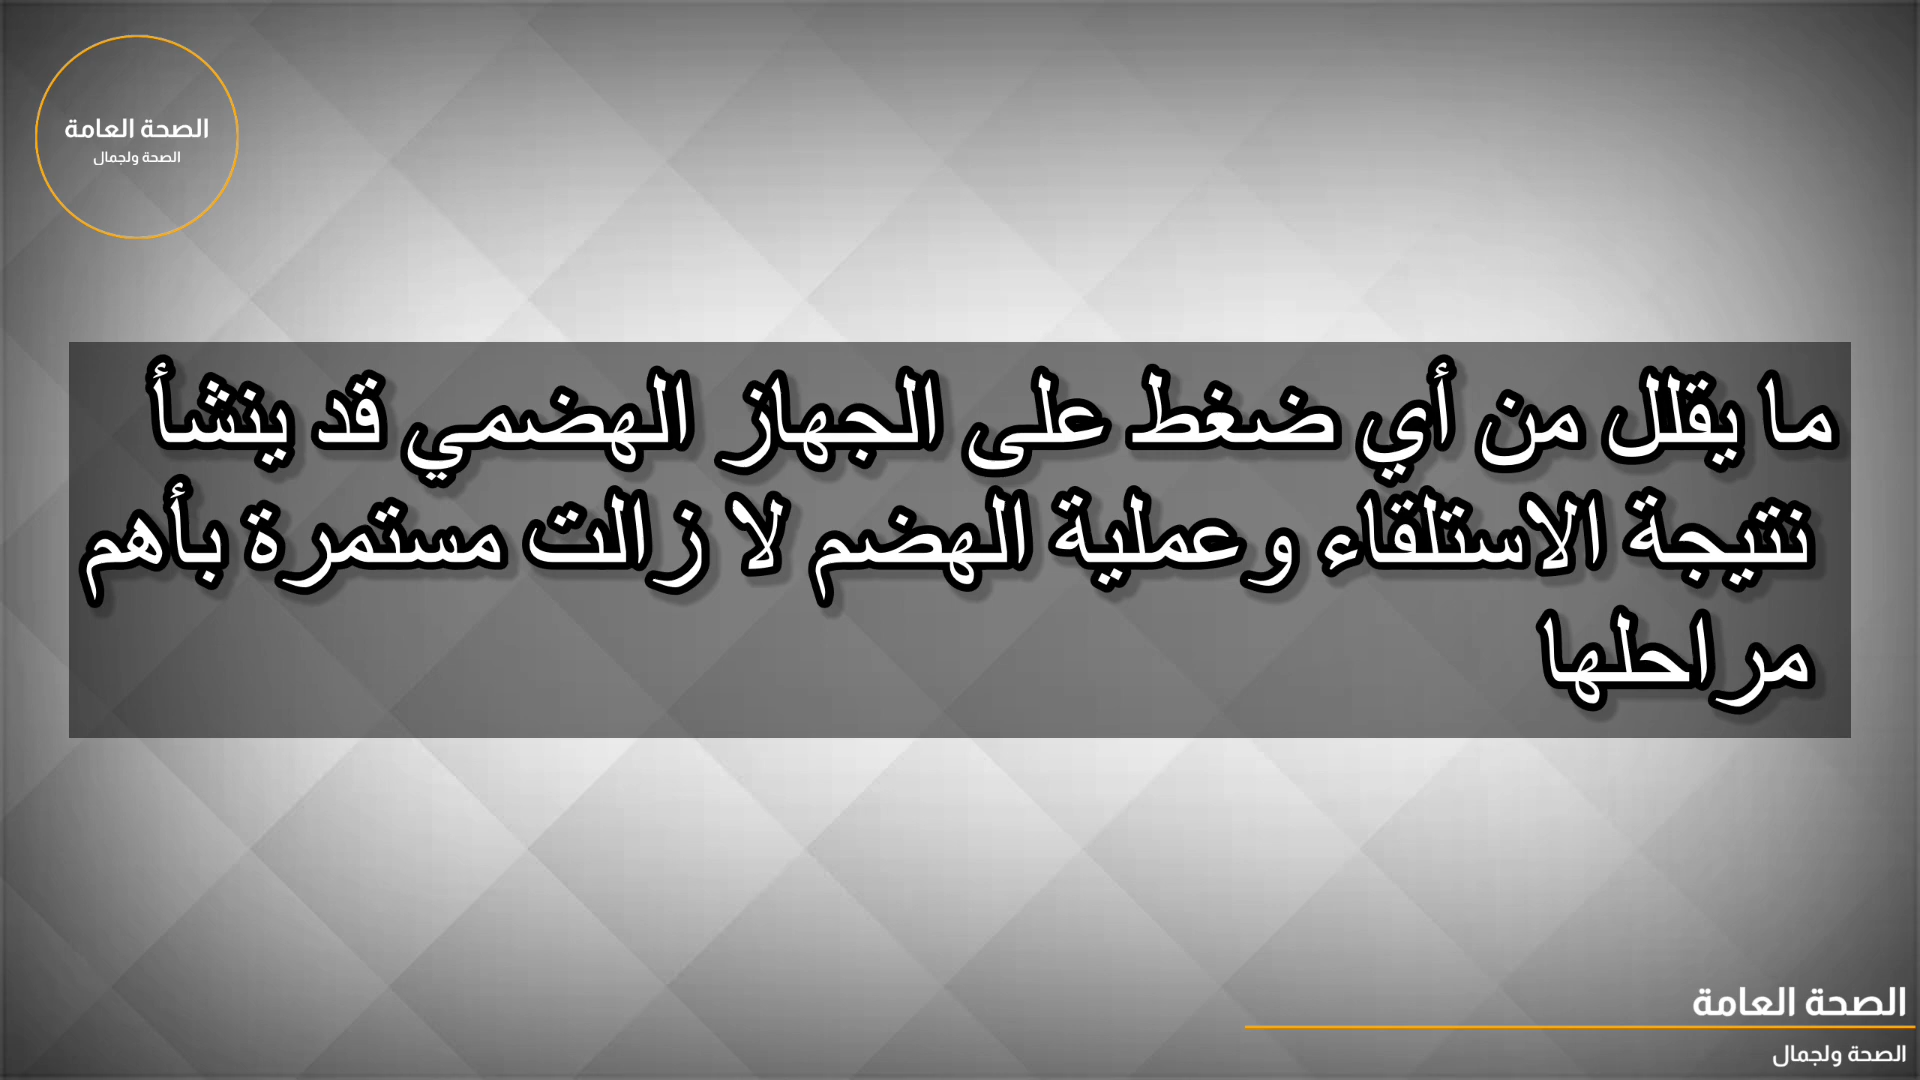 الصحة العامة
الصحة ولجمال
ما يقلل من أي ضغط على الجهاز الهضمي قد ينشأ
نتيجة الاستلقاء وعملية الهضم لا زالت مستمرة بأهم
مراحلها
الصحة العامة
الصحة ولجمال